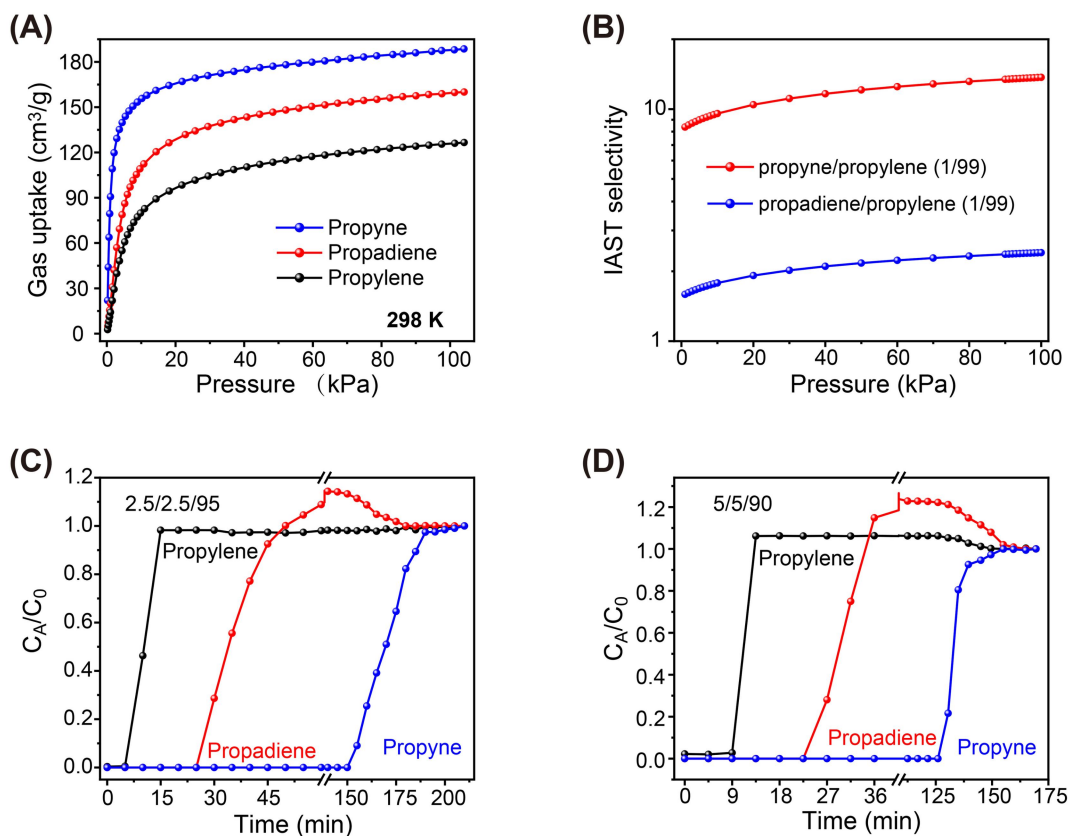 (A)
Gas uptake (cm³/g)
180
150
120
90
60
30
0
Propyne
Propadiene
Propylene
298 K
0 20 40 60 80 100
Pressure (kPa)
(B)
IAST selectivity
10
1
propyne/propylene (1/99)
propadiene/propylene (1/99)
0 20 40 60 80 100
Pressure (kPa)
(C)
C_A/C_0
1.2
1.0
0.8
0.6
0.4
0.2
0.0
2.5/2.5/95
Propylene
Propadiene
Propyne
0 15 30 45 150 175 200
Time (min)
(D)
C_A/C_0
1.2
1.0
0.8
0.6
0.4
0.2
0.0
5/5/90
Propylene
Propadiene
Propyne
0 9 18 27 36 125 150 175
Time (min)